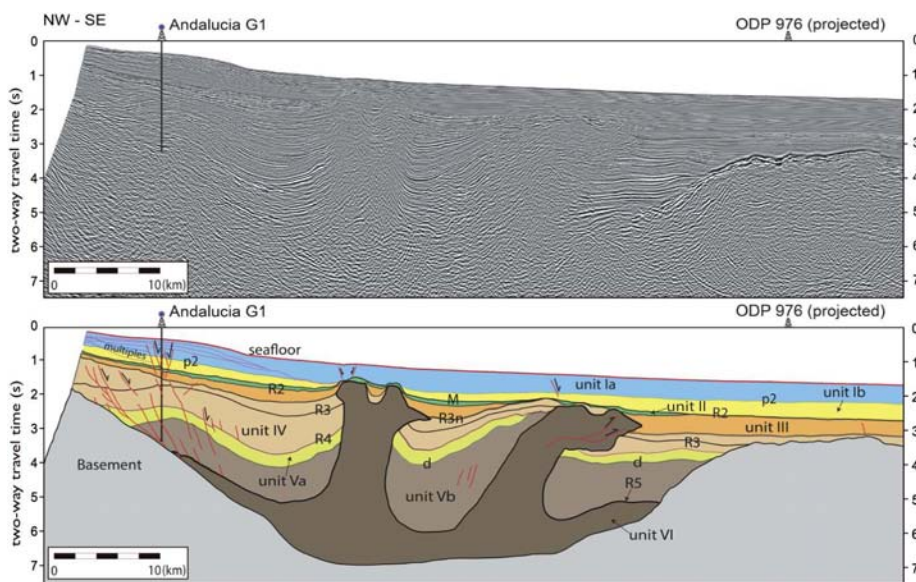 NW - SE
Andalucia G1
ODP 976 (projected)
two-way travel time (s)
0
1
2
3
4
5
6
7
0
1
2
3
4
5
6
7
0
10(km)
Andalucia G1
ODP 976 (projected)
two-way travel time (s)
0
1
2
3
4
5
6
7
0
1
2
3
4
5
6
7
multiples
p2
seafloor
unit Ia
unit Ib
p2
R2
M
unit II
R2
R3
R3n
unit III
unit IV
R4
R3
d
d
Basement
unit Va
unit Vb
R5
unit VI
0
10(km)